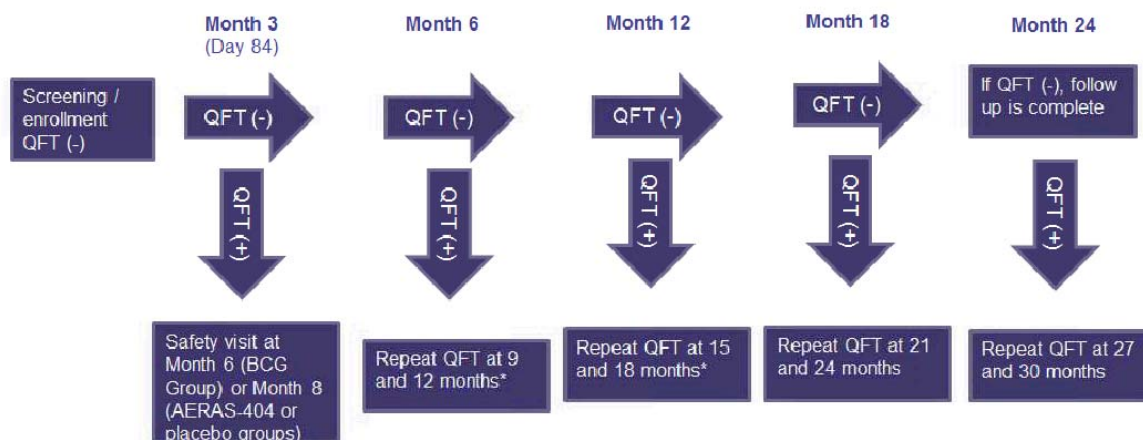 Month 3
(Day 84)
Month 6
Month 12
Month 18
Month 24
Screening /
enrollment
QFT (-)
QFT (-)
QFT (-)
QFT (-)
QFT (-)
If QFT (-), follow
up is complete
QFT (+)
QFT (+)
QFT (+)
QFT (+)
QFT (+)
Safety visit at
Month 6 (BCG
Group) or Month 8
(AERAS-404 or
placebo groups)
Repeat QFT at 9
and 12 months*
Repeat QFT at 15
and 18 months*
Repeat QFT at 21
and 24 months
Repeat QFT at 27
and 30 months